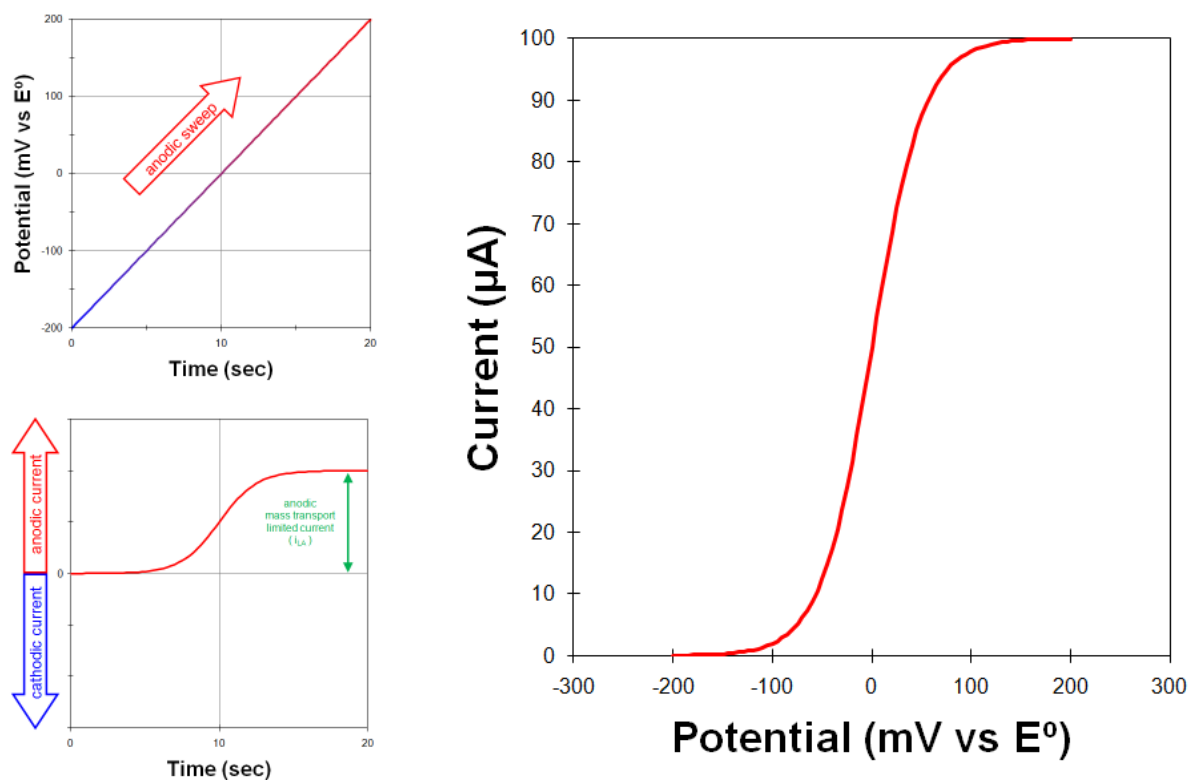 200
100
0
-100
-200
Potential (mV vs Eº)
anodic sweep
0
10
20
Time (sec)
anodic current
cathodic current
0
anodic
mass transport
limited current
( iLA )
0
10
20
Time (sec)
100
90
80
70
60
50
40
30
20
10
0
Current (µA)
-300
-200
-100
0
100
200
300
Potential (mV vs Eº)